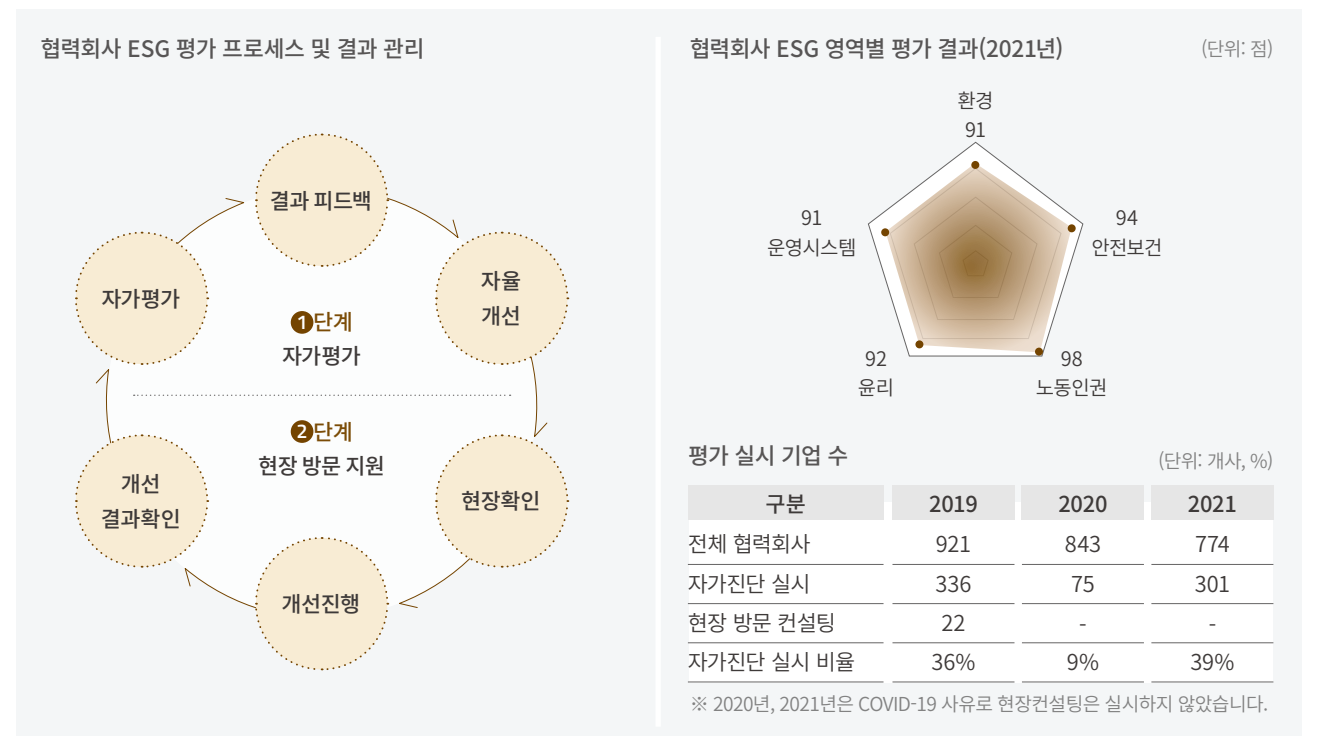 협력회사 ESG 평가 프로세스 및 결과 관리
결과 피드백
자율
개선
현장확인
개선진행
개선
결과확인
자가평가
❶단계
자가평가
❷단계
현장 방문 지원
협력회사 ESG 영역별 평가 결과(2021년)
(단위: 점)
환경
91
94
안전보건
98
노동인권
92
윤리
91
운영시스템
평가 실시 기업 수
(단위: 개사, %)
구분 2019 2020 2021
전체 협력회사 921 843 774
자가진단 실시 336 75 301
현장 방문 컨설팅 22 - -
자가진단 실시 비율 36% 9% 39%
※ 2020년, 2021년은 COVID-19 사유로 현장컨설팅은 실시하지 않았습니다.